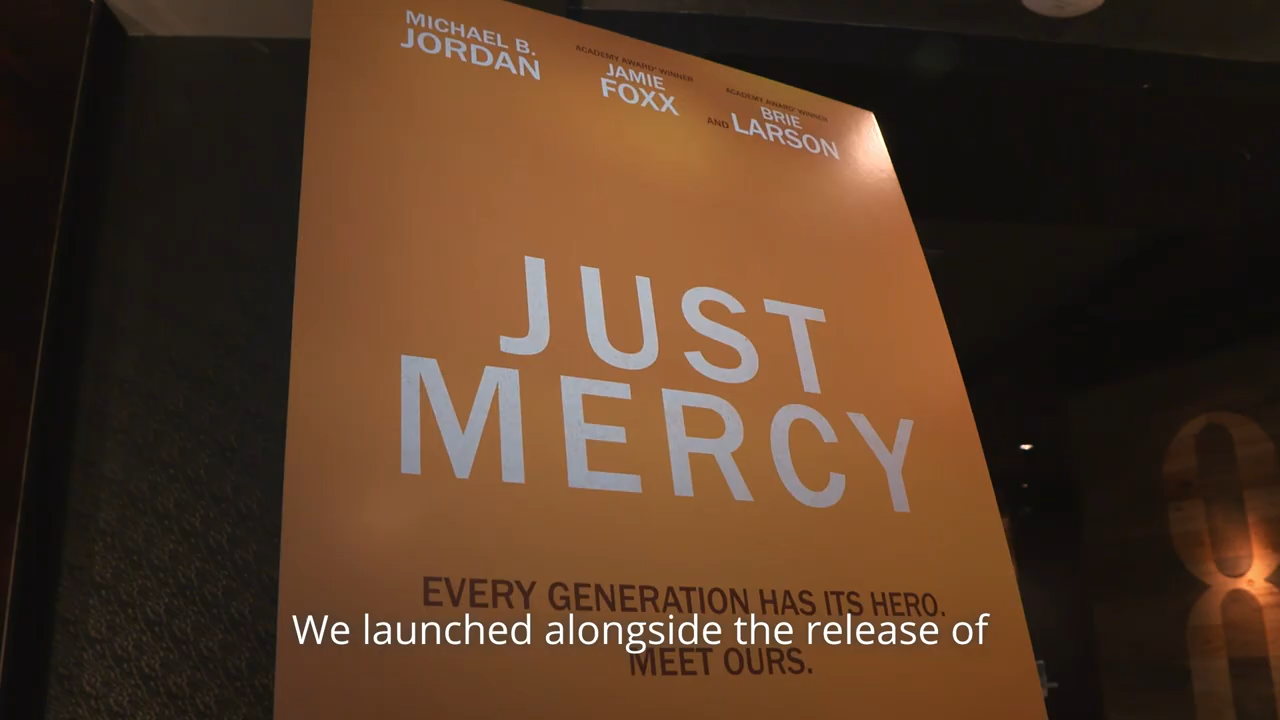 MICHAEL B.
JORDAN
ACADEMY AWARD® WINNER
JAMIE
FOXX
ACADEMY AWARD® WINNER
AND BRIE
LARSON
JUST
MERCY
EVERY GENERATION HAS ITS HERO.
MEET OURS.
We launched alongside the release of
8